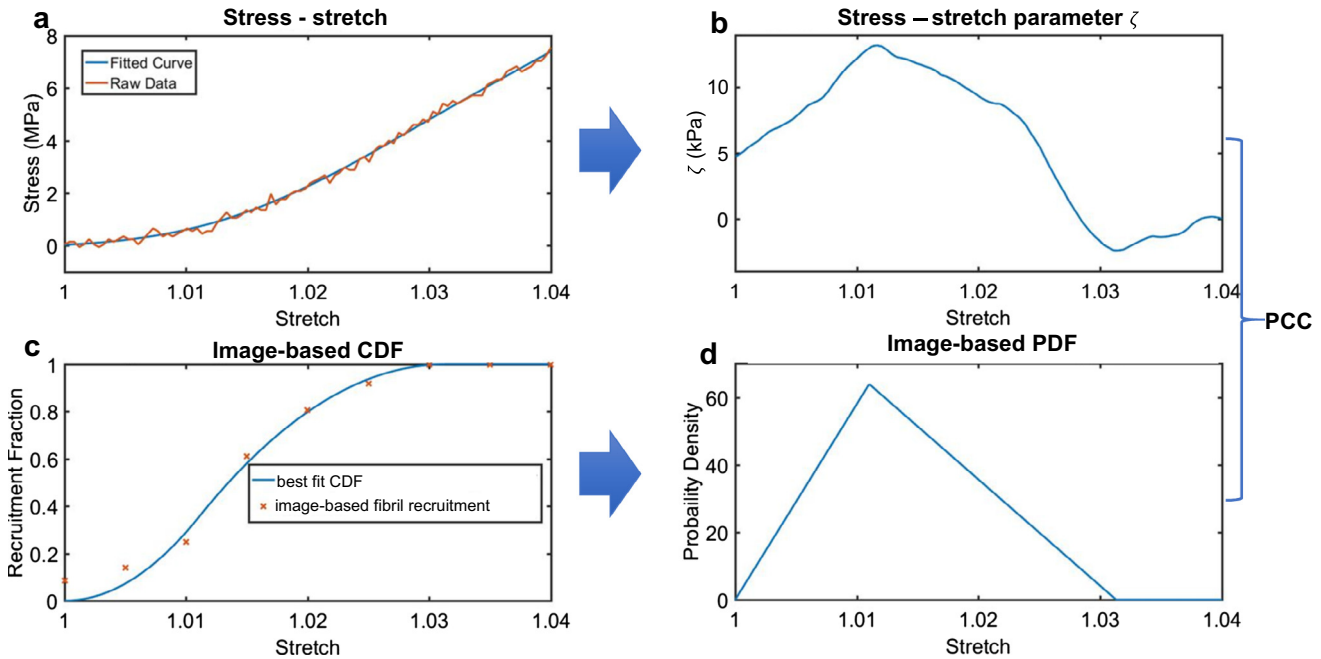 a
Stress - stretch
Stress (MPa)
8
6
4
2
0
Fitted Curve
Raw Data
1
1.01
1.02
1.03
1.04
Stretch
b
Stress – stretch parameter ζ
ζ (kPa)
10
5
0
1
1.01
1.02
1.03
1.04
Stretch
PCC
c
Image-based CDF
Recruitment Fraction
1
0.8
0.6
0.4
0.2
0
best fit CDF
image-based fibril recruitment
1
1.01
1.02
1.03
1.04
Stretch
d
Image-based PDF
Probaility Density
60
40
20
0
1
1.01
1.02
1.03
1.04
Stretch